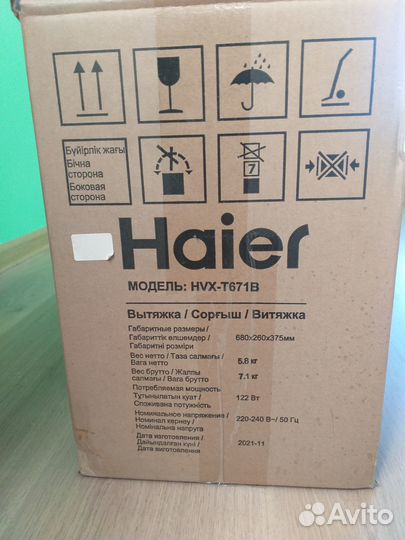 Бүйірлік жағы
Бічна
сторона
Боковая
сторона
7
Haier
МОДЕЛЬ: HVX-T671B
Вытяжка / Сорғыш / Витяжка
Габаритные размеры /
Габариттік өлшемдер /
Габаритні розміри
680x260x375мм
Вес нетто / Таза салмағы /
Вага нетто
5.8 кг
Вес брутто / Жалпы
салмағы / Вага брутто
7.1 кг
Потребляемая мощность
Тұтынылатын қуат /
Споживана потужність
122 Вт
Номинальное напряжение /
Номинал кернеу /
Номінальна напруга
220-240 В~/ 50 Гц
Дата изготовления /
Дайындалған күні /
Дата виготовлення
2021-11
Avito